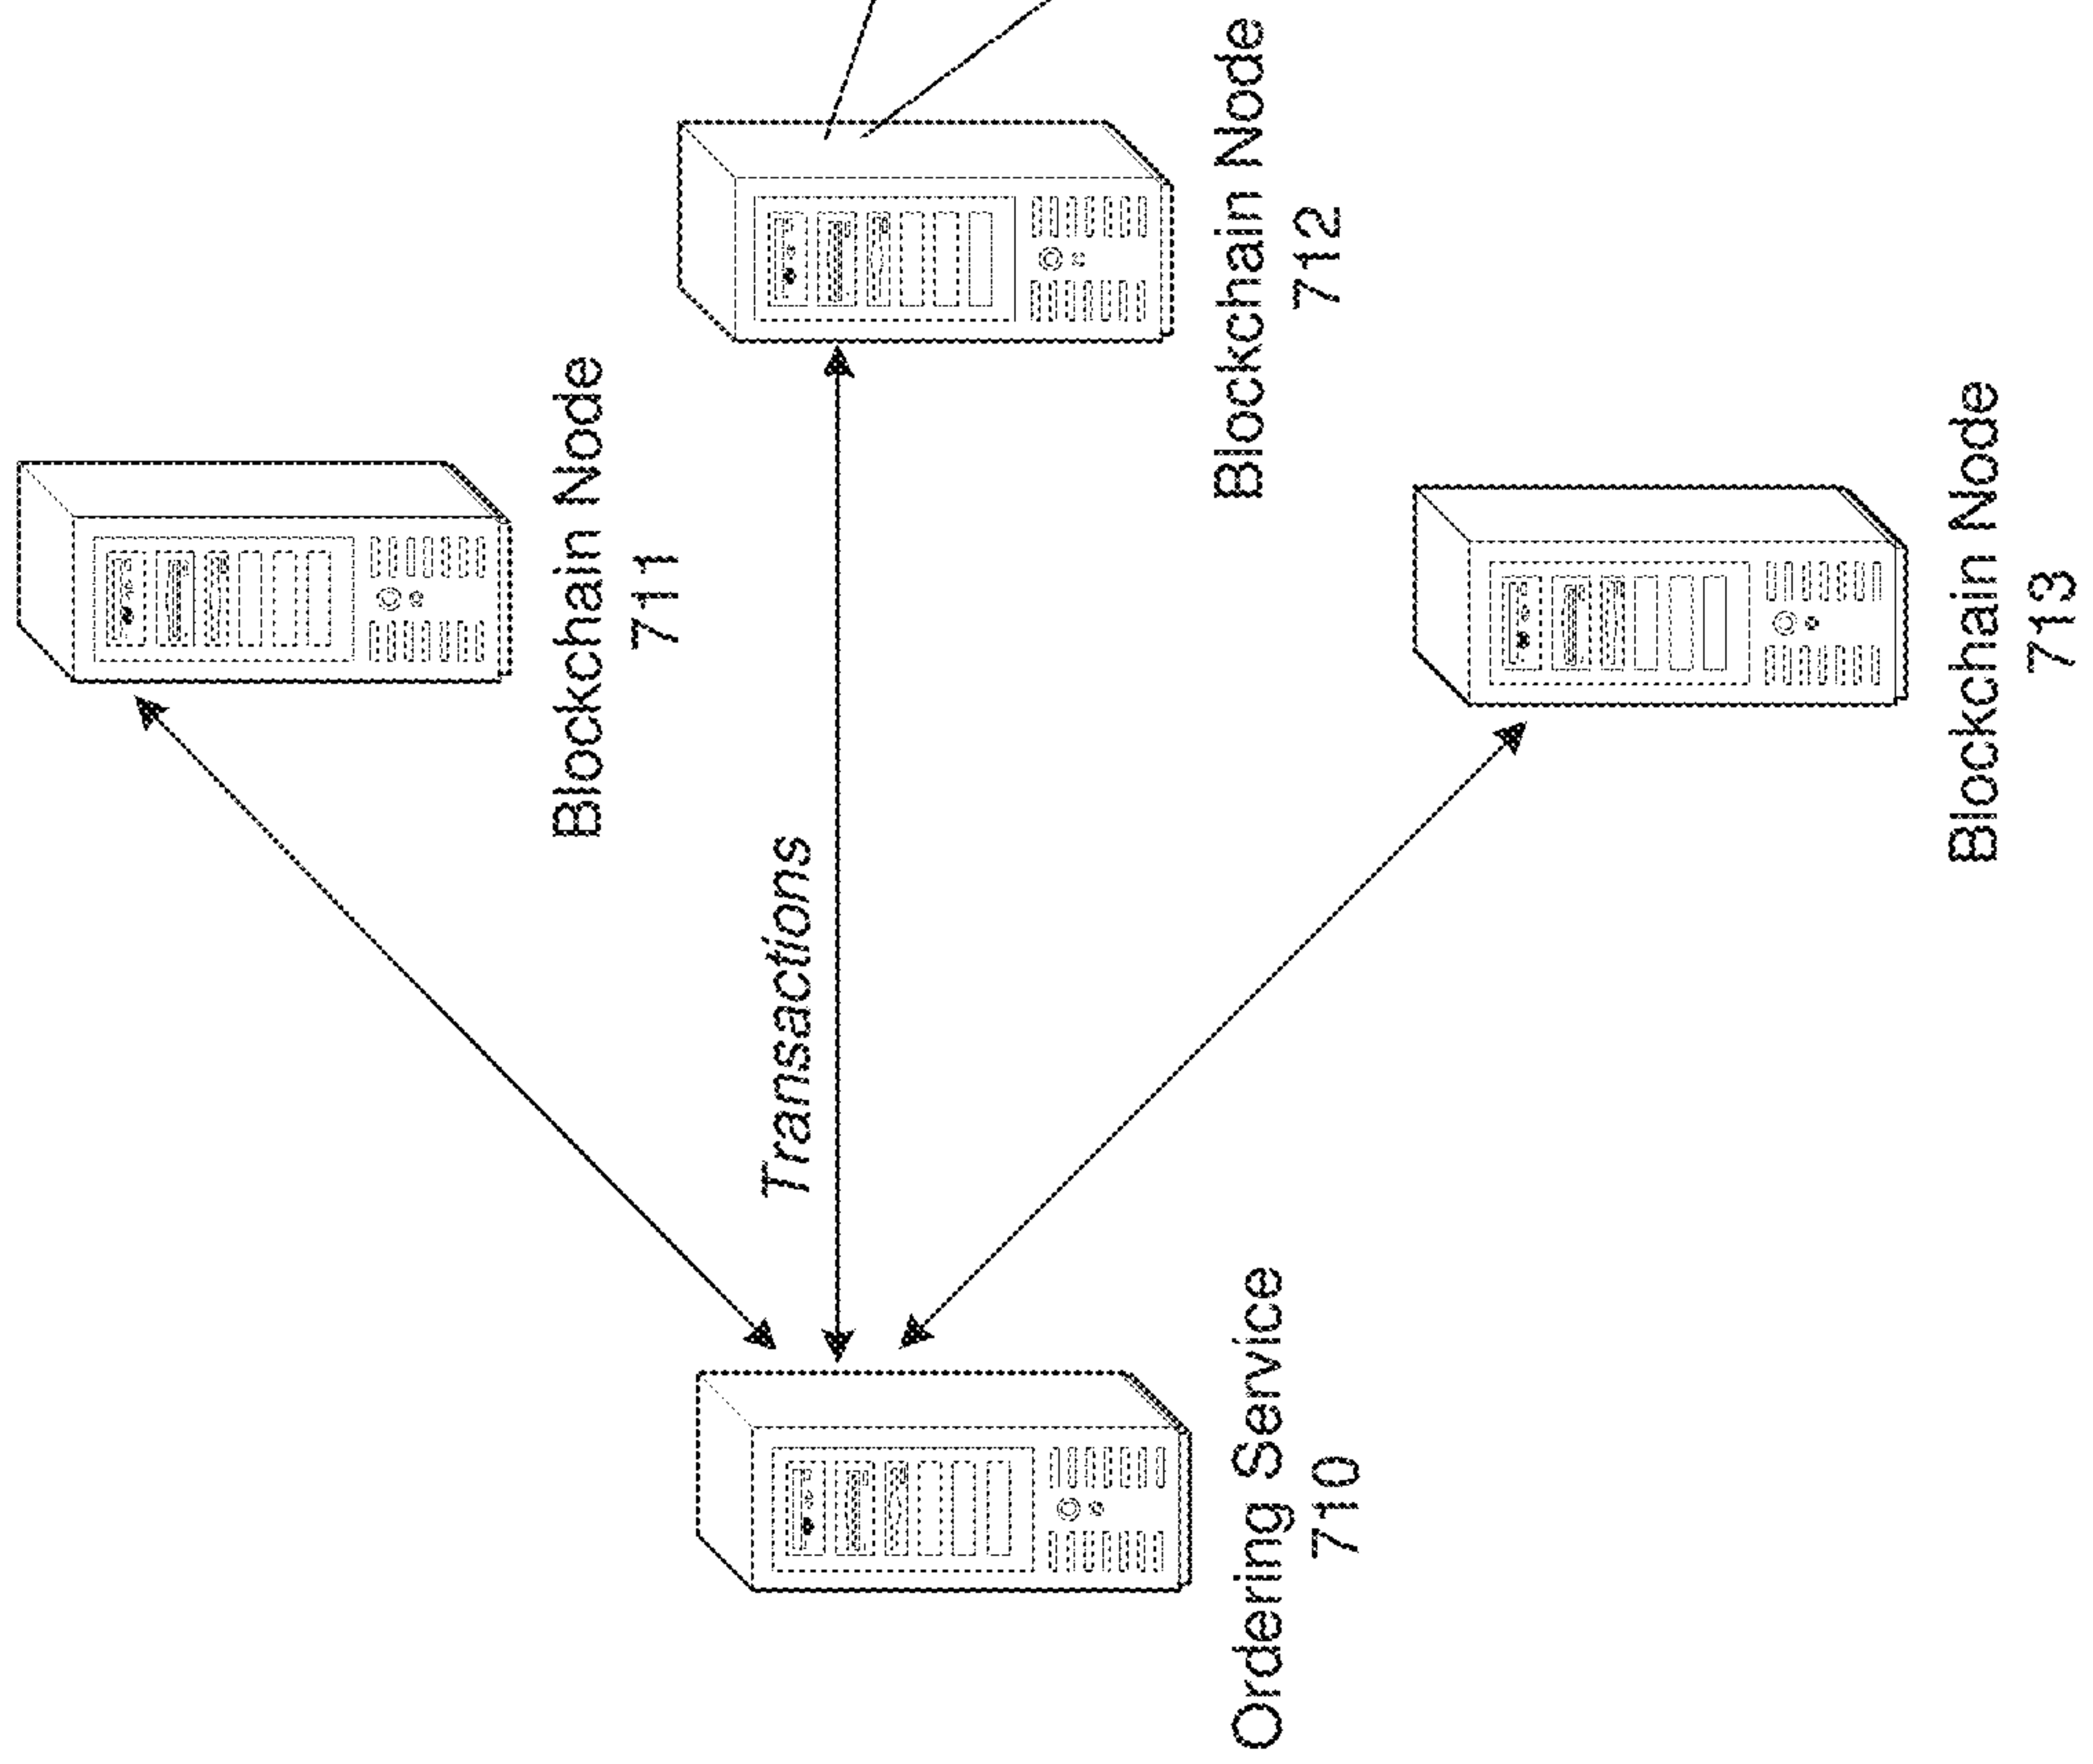 Blockchain Node
711
Transactions
Blockchain Node
712
Ordering Service
710
Blockchain Node
713